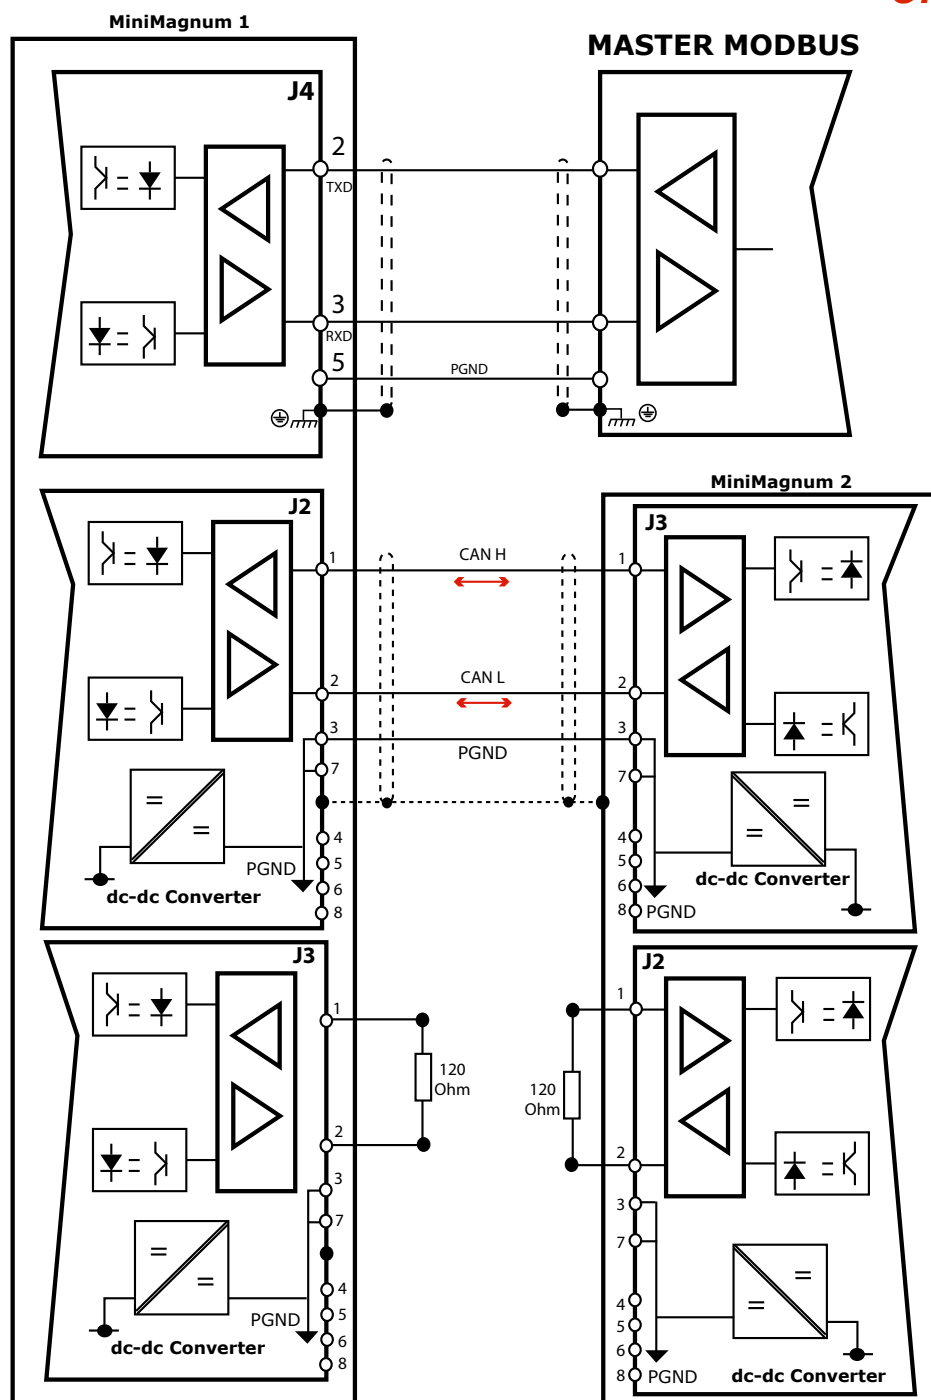 MiniMagnum 1
MASTER MODBUS
J4
2
TXD
3
RXD
5
PGND
MiniMagnum 2
J2
1
CAN H
2
CAN L
3
PGND
7
4
5
6
8
PGND
dc-dc Converter
J3
1
2
3
7
4
5
6
8
PGND
dc-dc Converter
J3
1
120
Ohm
2
3
7
4
5
6
8
PGND
dc-dc Converter
J2
1
120
Ohm
2
3
7
4
5
6
8
PGND
dc-dc Converter